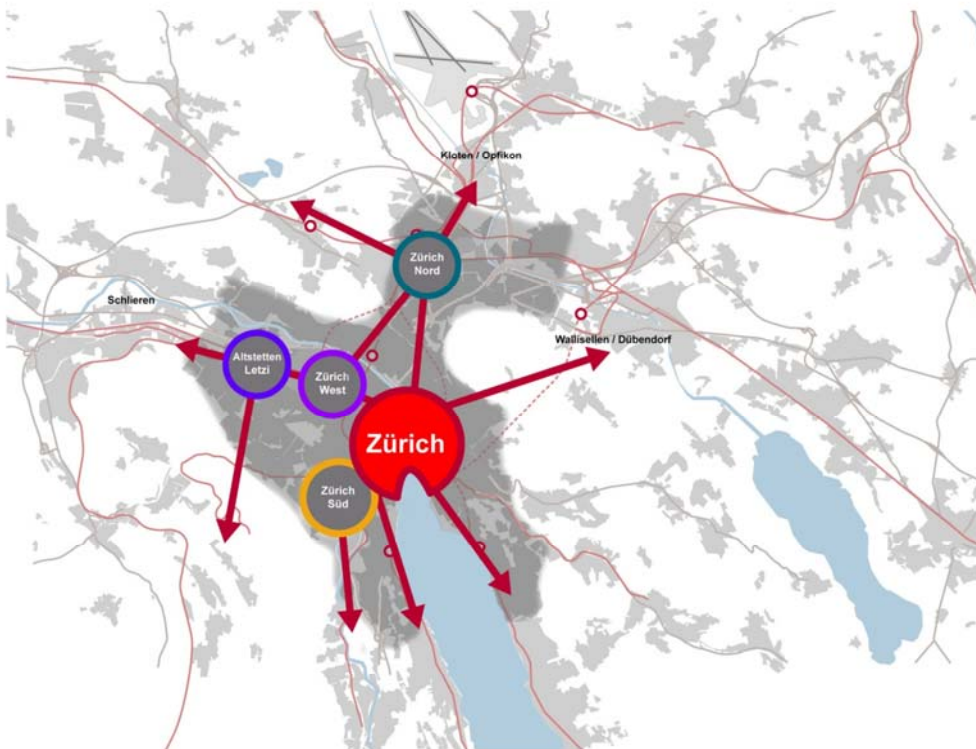 Kloten / Opfikon
Zürich
Nord
Schlieren
Wallisellen / Dübendorf
Altstetten
Letzi
Zürich
West
Zürich
Zürich
Süd